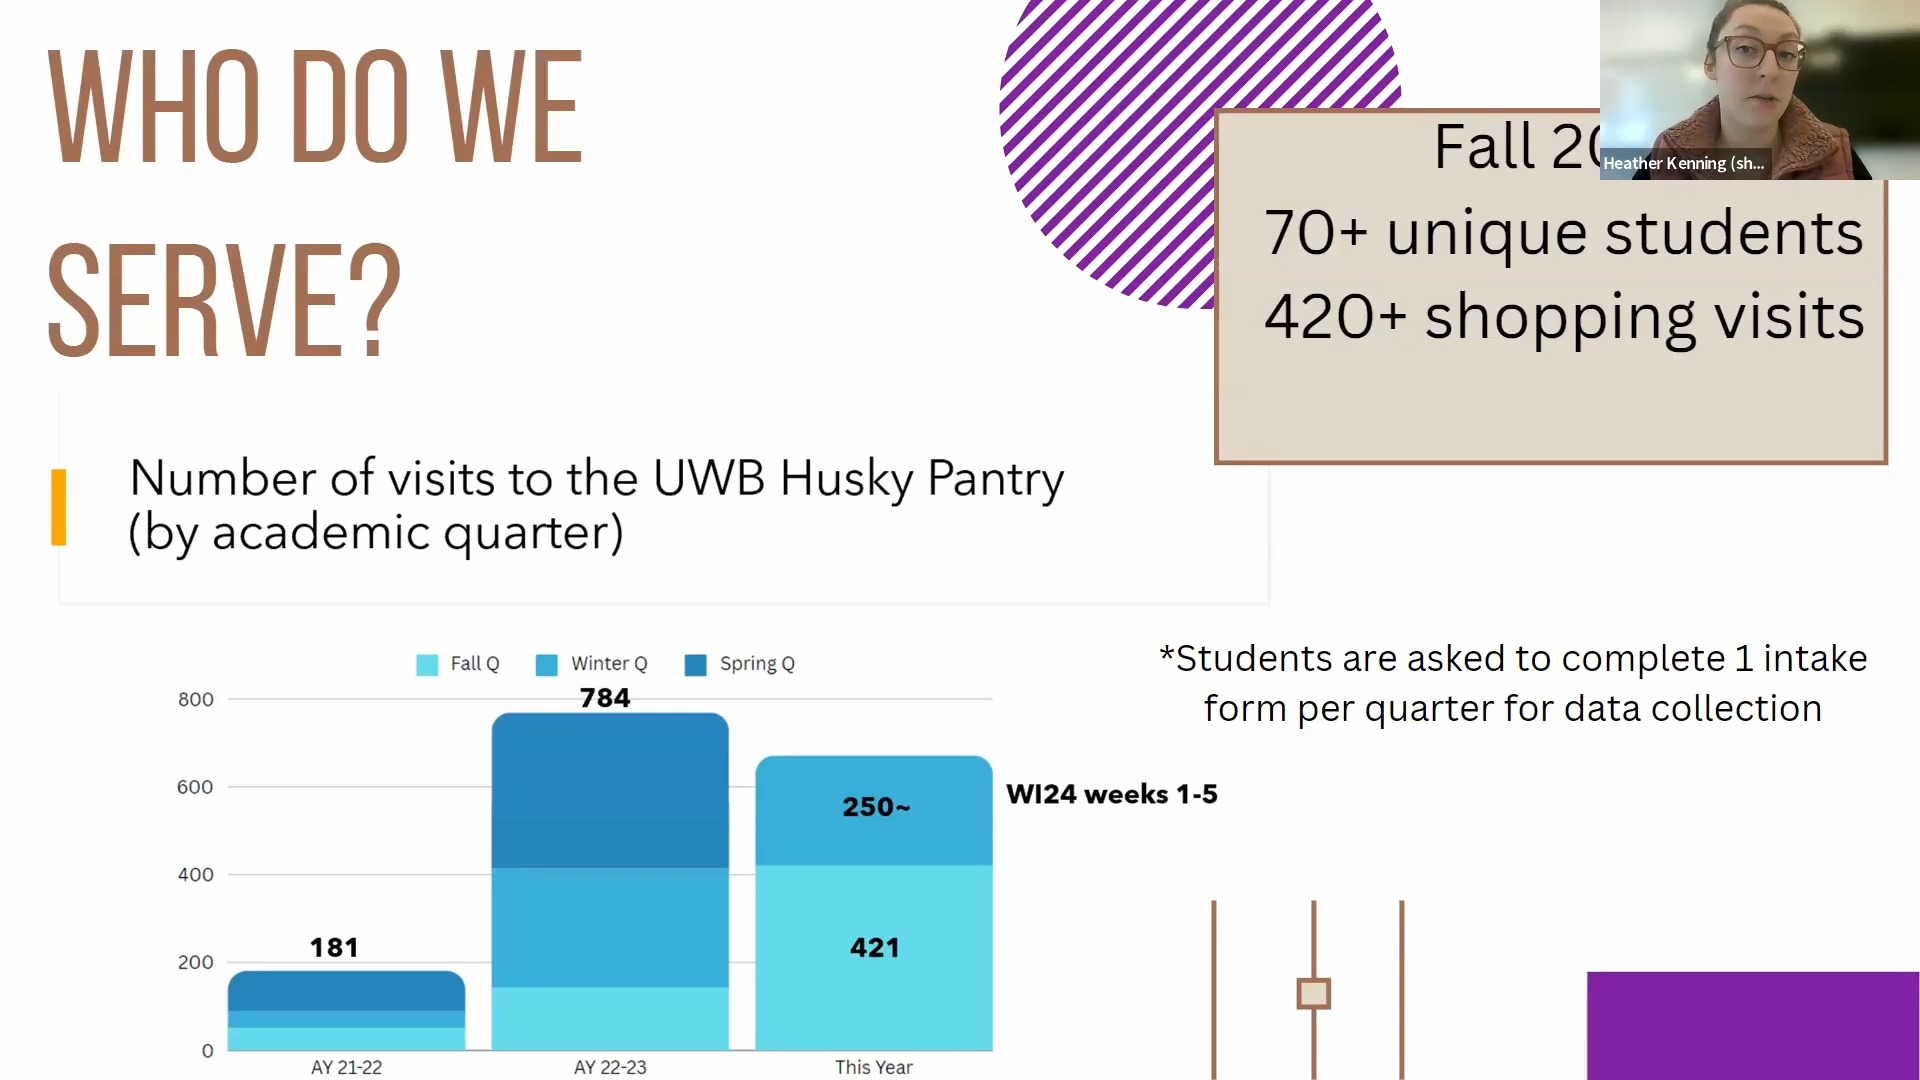 WHO DO WE
SERVE?
Fall 20
70+ unique students
420+ shopping visits
Heather Kenning (sh...
Number of visits to the UWB Husky Pantry
(by academic quarter)
*Students are asked to complete 1 intake
form per quarter for data collection
Fall Q Winter Q Spring Q
800
600
400
200
0
784
181
250~
421
WI24 weeks 1-5
AY 21-22 AY 22-23 This Year